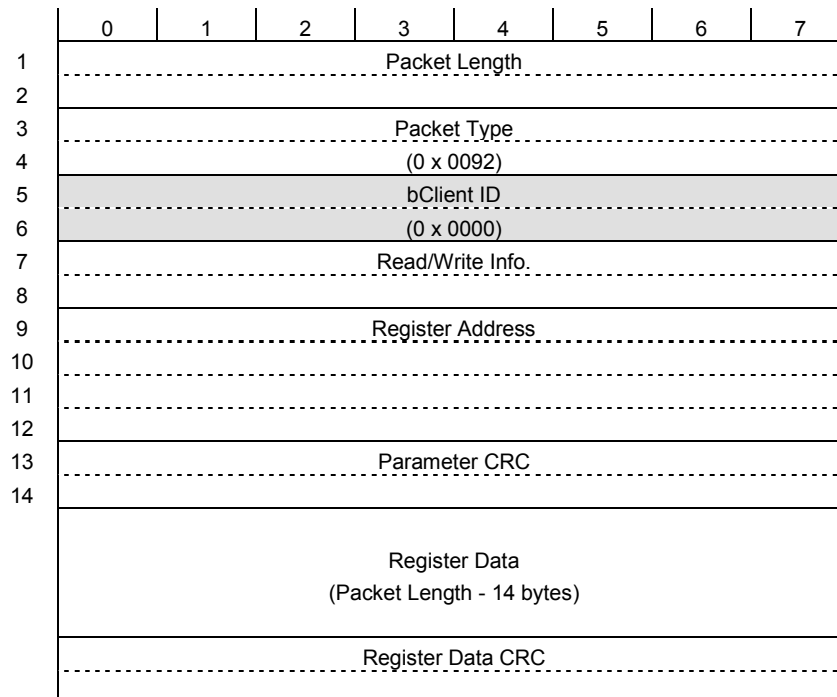 0 1 2 3 4 5 6 7
1 Packet Length
2
3 Packet Type
4 (0 x 0092)
5 bClient ID
6 (0 x 0000)
7 Read/Write Info.
8
9 Register Address
10
11
12
13 Parameter CRC
14
Register Data
(Packet Length - 14 bytes)
Register Data CRC